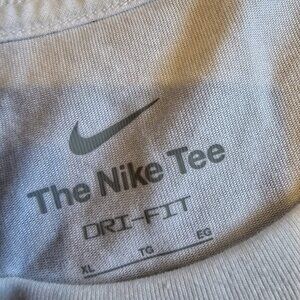 The Nike Tee
DRI-FIT
XL TG EG